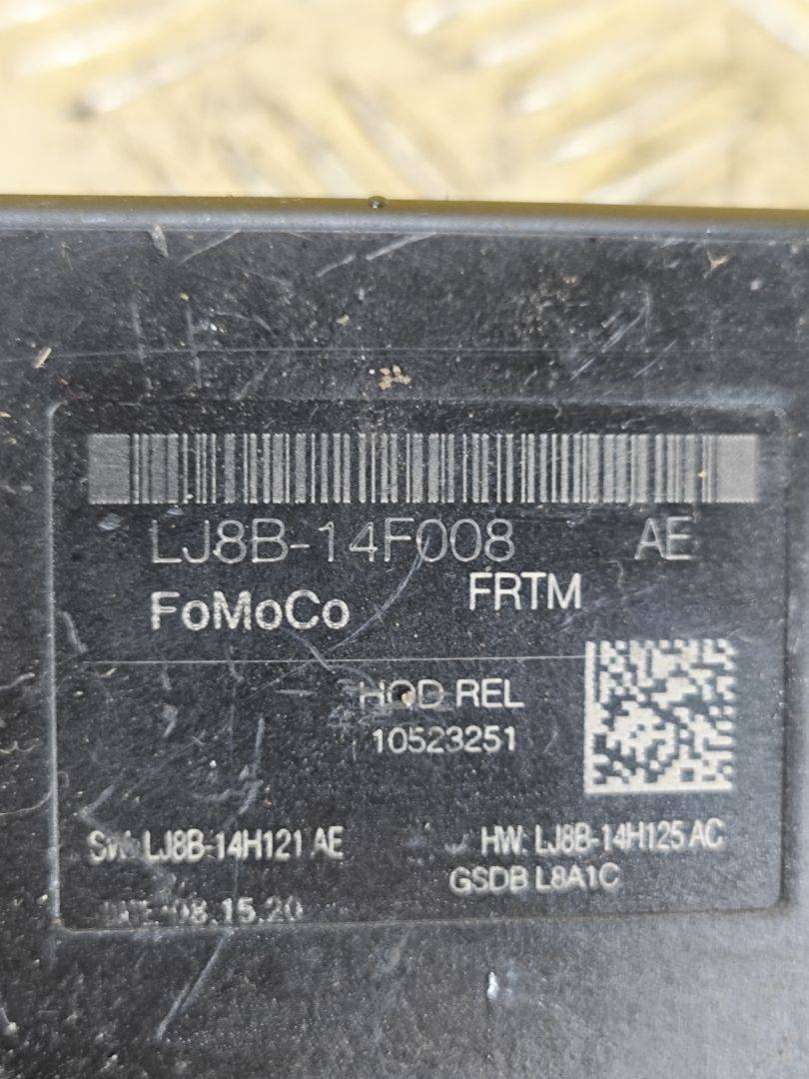 LJ8B-14F008 AE
FoMoCo FRTM
HQD REL
10523251
SW: LJ8B-14H121 AE HW: LJ8B-14H125 AC
GSDB L8A1C
08.15.20